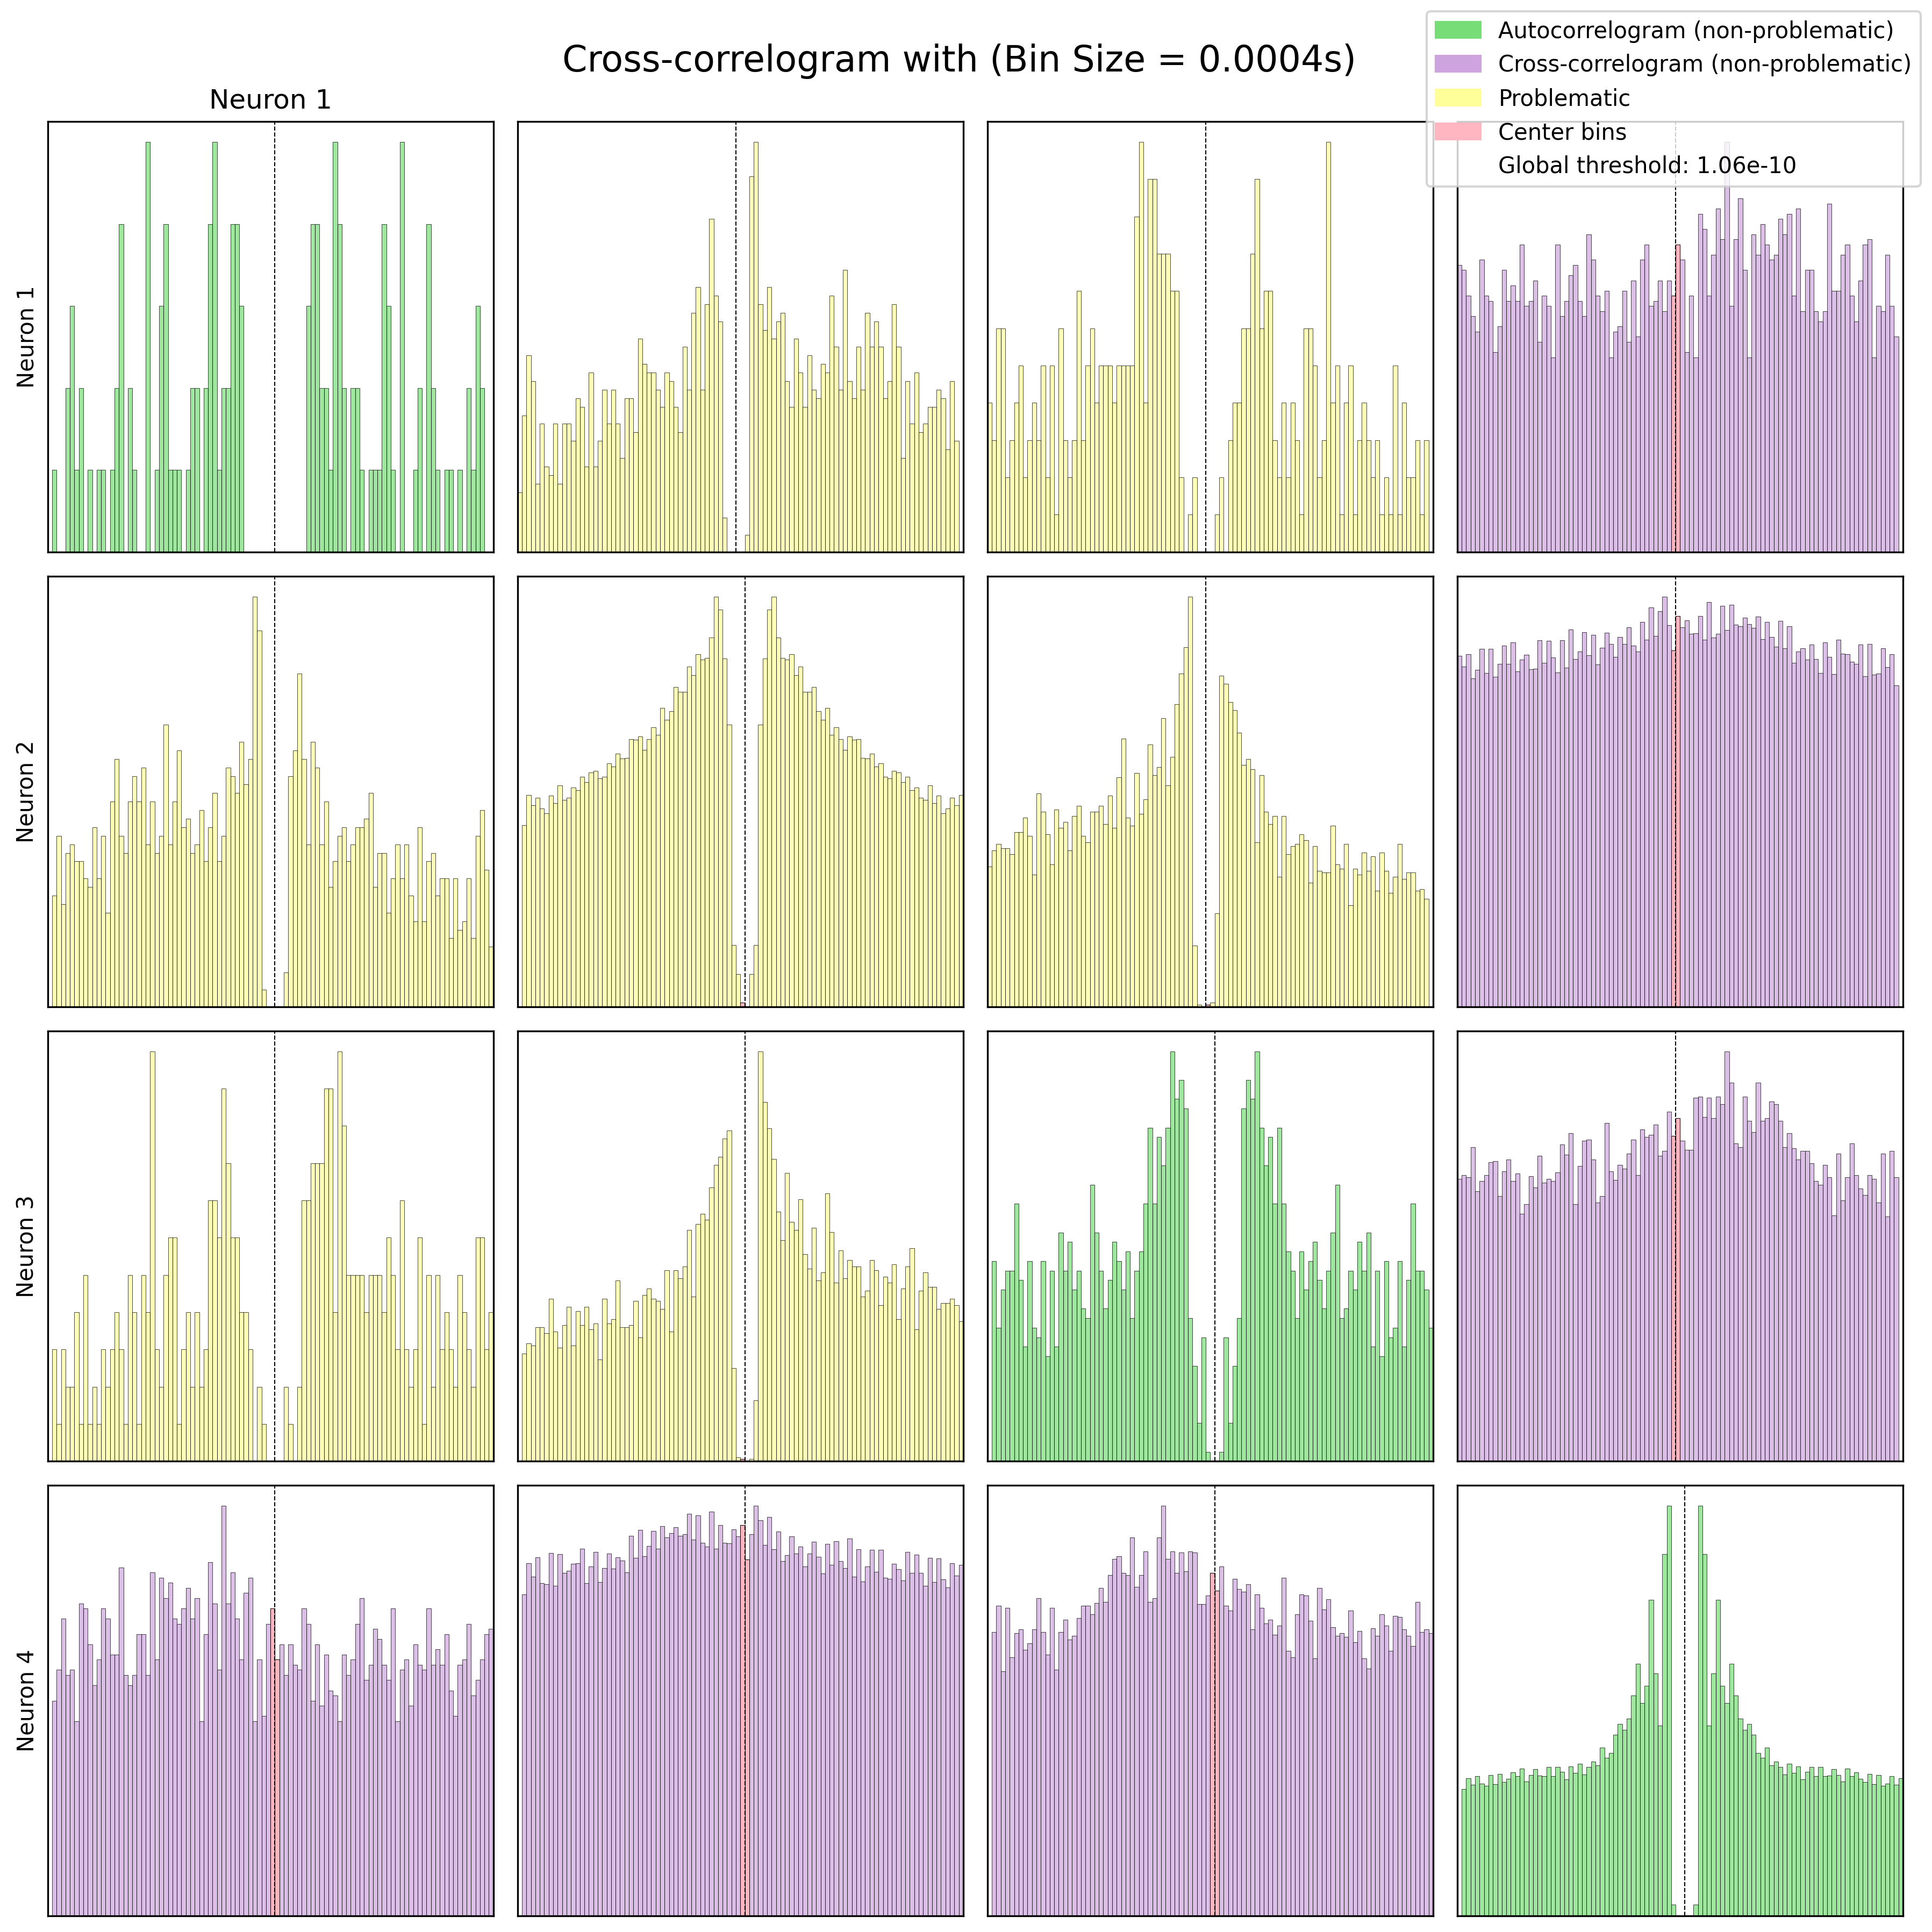 Cross-correlogram with (Bin Size = 0.0004s)
Autocorrelogram (non-problematic)
Cross-correlogram (non-problematic)
Problematic
Center bins
Global threshold: 1.06e-10
Neuron 1
Neuron 1
Neuron 2
Neuron 3
Neuron 4